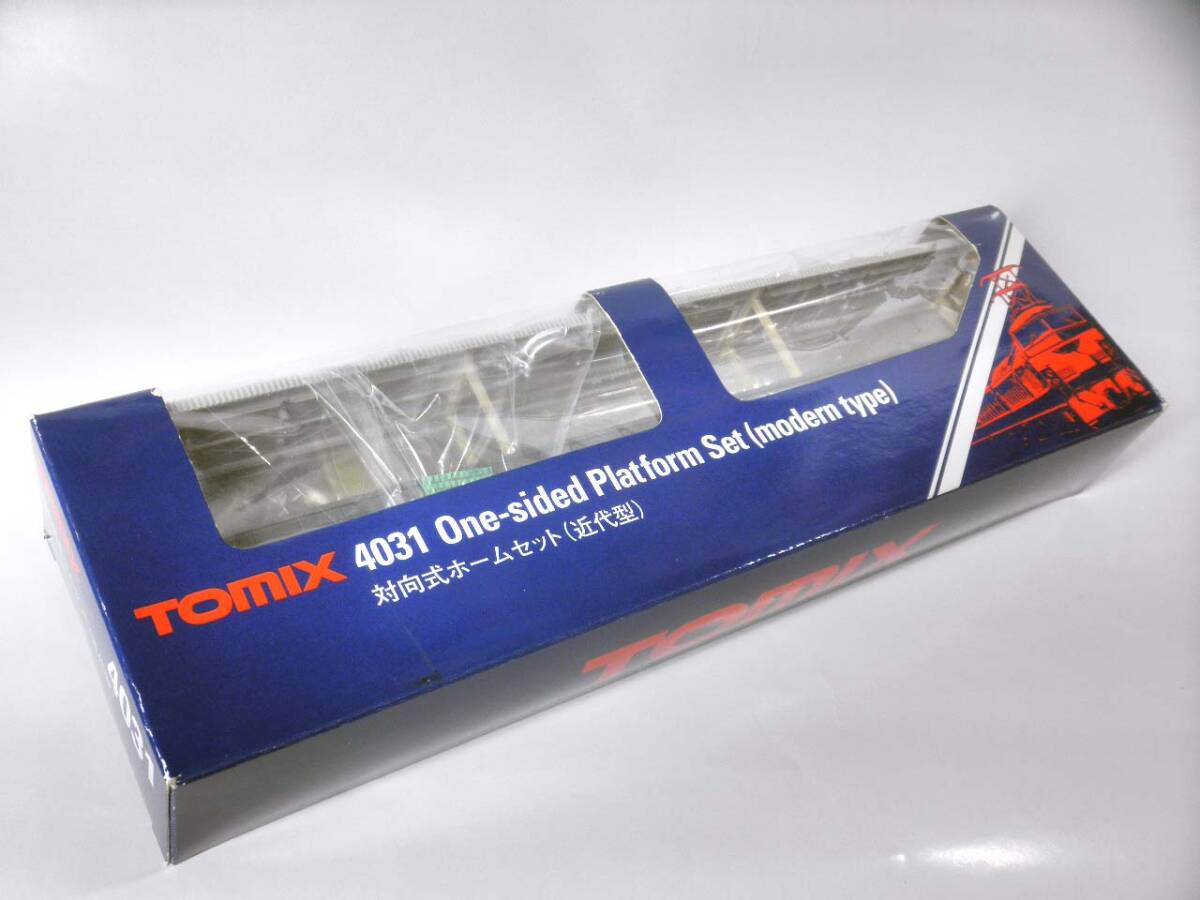 TOMIX 4031 One-sided Platform Set (modern type)
対向式ホームセット(近代型)
TOMIX
4031